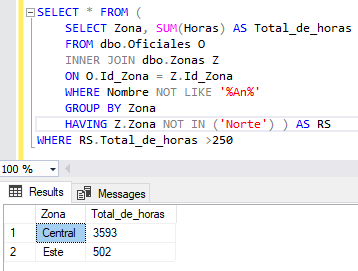 SELECT * FROM (
SELECT Zona, SUM(Horas) AS Total_de_horas
FROM dbo.Oficiales O
INNER JOIN dbo.Zonas Z
ON O.Id_Zona = Z.Id_Zona
WHERE Nombre NOT LIKE '%An%'
GROUP BY Zona
HAVING Z.Zona NOT IN ('Norte') ) AS RS
WHERE RS.Total_de_horas >250
100 %
Results Messages
Zona Total_de_horas
1 Central 3593
2 Este 502